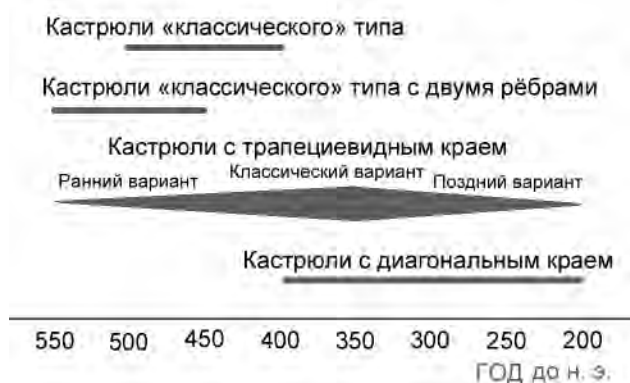 Кастрюли «классического» типа
Кастрюли «классического» типа с двумя рёбрами
Кастрюли с трапециевидным краем
Ранний вариант Классический вариант Поздний вариант
Кастрюли с диагональным краем
550 500 450 400 350 300 250 200
ГОД до н. э.